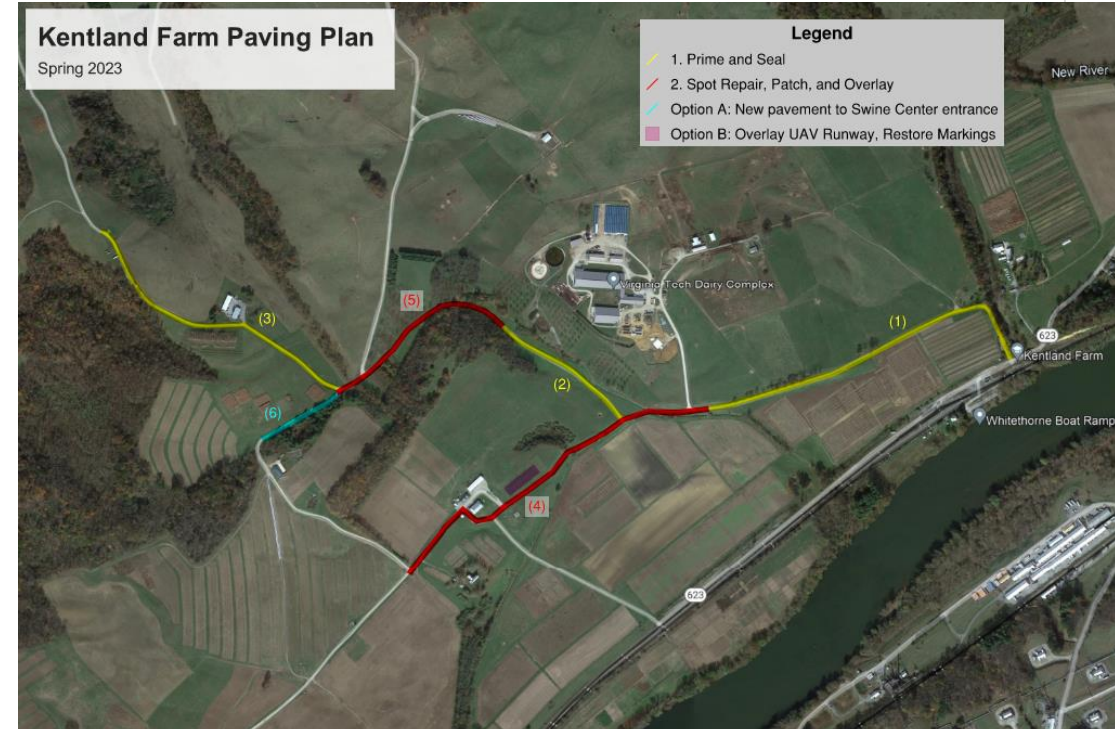 Kentland Farm Paving Plan
Spring 2023
Legend
1. Prime and Seal
2. Spot Repair, Patch, and Overlay
Option A: New pavement to Swine Center entrance
Option B: Overlay UAV Runway, Restore Markings
New River
Virginia Tech Dairy Complex
(5)
(3)
(1)
623
Kentland Farm
(2)
(6)
Whitethorne Boat Ramp
(4)
623